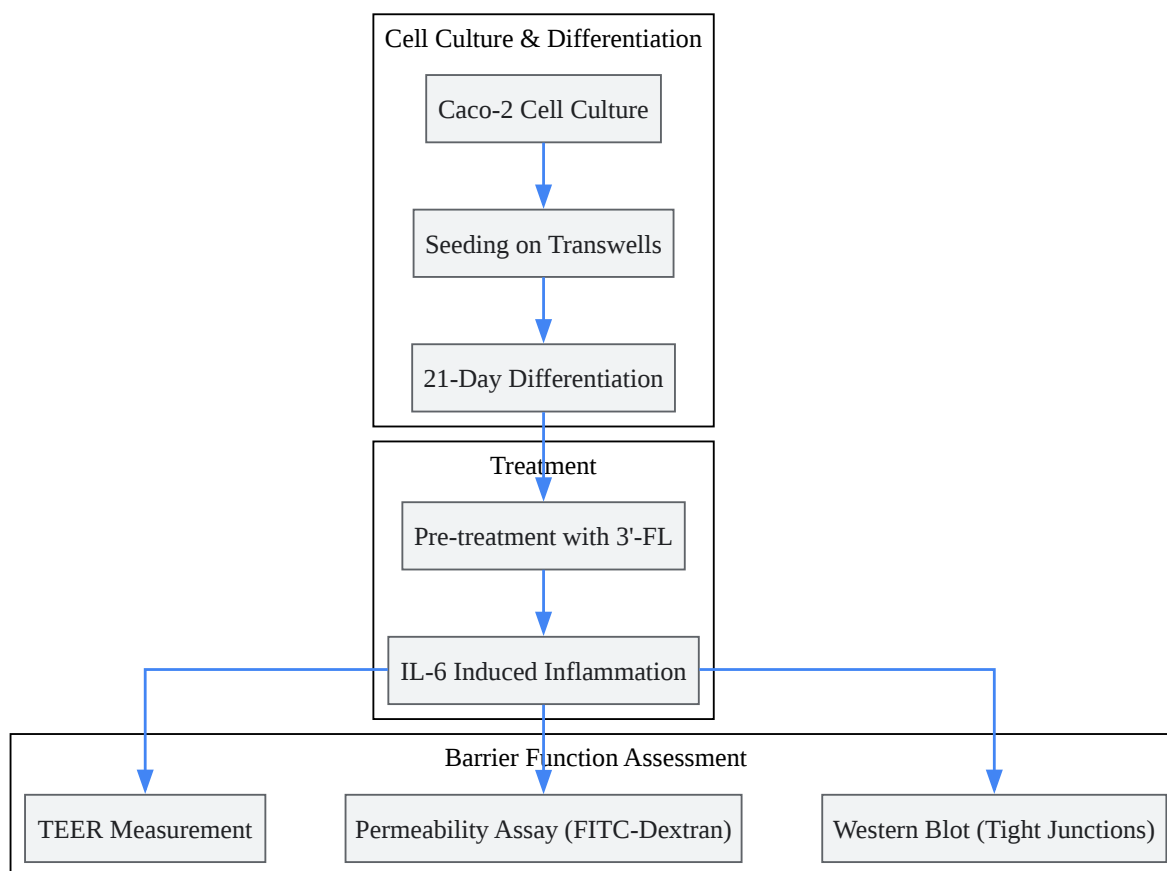 Cell Culture & Differentiation
Caco-2 Cell Culture
Seeding on Transwells
21-Day Differentiation
Treatment
Pre-treatment with 3'-FL
IL-6 Induced Inflammation
Barrier Function Assessment
TEER Measurement
Permeability Assay (FITC-Dextran)
Western Blot (Tight Junctions)